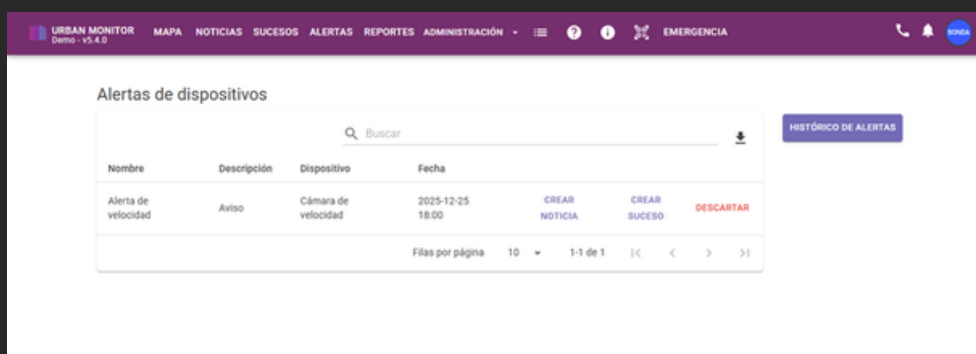 URBAN MONITOR
Demo - v5.4.0
MAPA NOTICIAS SUCESOS ALERTAS REPORTES ADMINISTRACIÓN EMERGENCIA SONDA
Alertas de dispositivos
Buscar
HISTÓRICO DE ALERTAS
Nombre Descripción Dispositivo Fecha
Alerta de velocidad Aviso Cámara de velocidad 2025-12-25 18:00 CREAR NOTICIA CREAR SUCESO DESCARTAR
Filas por página 10 1-1 de 1